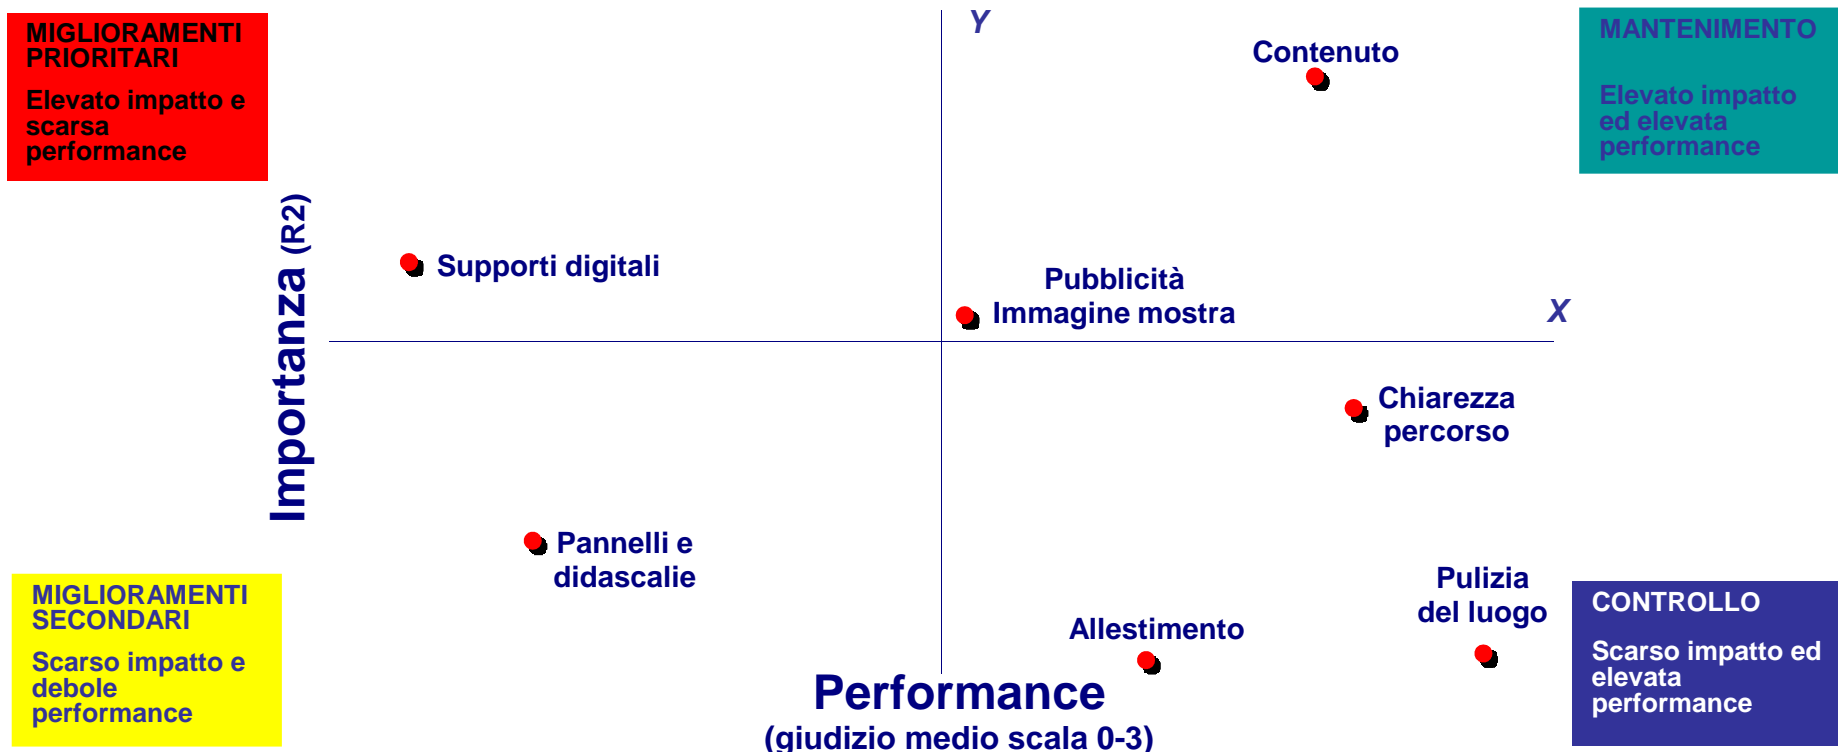 MIGLIORAMENTI
PRIORITARI
Elevato impatto e
scarsa
performance
Y
Contenuto
MANTENIMENTO
Elevato impatto
ed elevata
performance
Importanza (R2)
Supporti digitali
Pubblicità
Immagine mostra
X
Chiarezza
percorso
Pannelli e
didascalie
Pulizia
del luogo
Allestimento
MIGLIORAMENTI
SECONDARI
Scarso impatto e
debole
performance
Performance
(giudizio medio scala 0-3)
CONTROLLO
Scarso impatto ed
elevata
performance